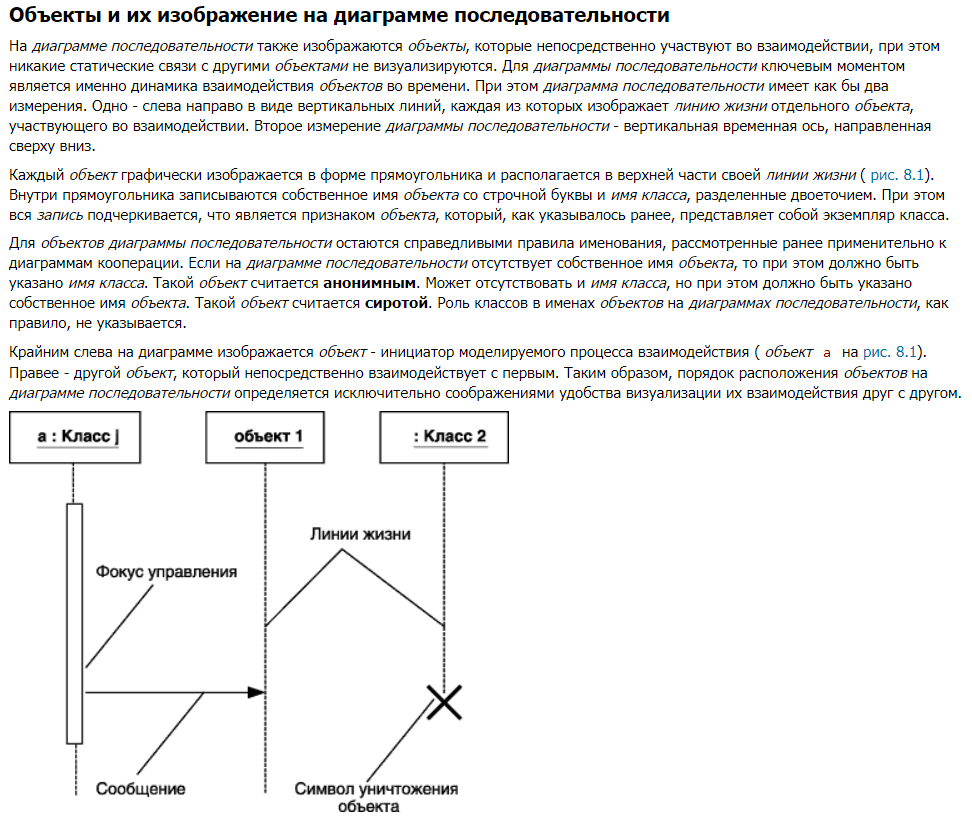 Объекты и их изображение на диаграмме последовательности
На диаграмме последовательности также изображаются объекты, которые непосредственно участвуют во взаимодействии, при этом
никакие статические связи с другими объектами не визуализируются. Для диаграммы последовательности ключевым моментом
является именно динамика взаимодействия объектов во времени. При этом диаграмма последовательности имеет как бы два
измерения. Одно - слева направо в виде вертикальных линий, каждая из которых изображает линию жизни отдельного объекта,
участвующего во взаимодействии. Второе измерение диаграммы последовательности - вертикальная временная ось, направленная
сверху вниз.
Каждый объект графически изображается в форме прямоугольника и располагается в верхней части своей линии жизни ( рис. 8.1).
Внутри прямоугольника записываются собственное имя объекта со строчной буквы и имя класса, разделенные двоеточием. При этом
вся запись подчеркивается, что является признаком объекта, который, как указывалось ранее, представляет собой экземпляр класса.
Для объектов диаграммы последовательности остаются справедливыми правила именования, рассмотренные ранее применительно к
диаграммам кооперации. Если на диаграмме последовательности отсутствует собственное имя объекта, то при этом должно быть
указано имя класса. Такой объект считается анонимным. Может отсутствовать и имя класса, но при этом должно быть указано
собственное имя объекта. Такой объект считается сиротой. Роль классов в именах объектов на диаграммах последовательности, как
правило, не указывается.
Крайним слева на диаграмме изображается объект - инициатор моделируемого процесса взаимодействия ( объект a на рис. 8.1).
Правее - другой объект, который непосредственно взаимодействует с первым. Таким образом, порядок расположения объектов на
диаграмме последовательности определяется исключительно соображениями удобства визуализации их взаимодействия друг с другом.
a : Класс j
объект 1
: Класс 2
Линии жизни
Фокус управления
Сообщение
Символ уничтожения
объекта